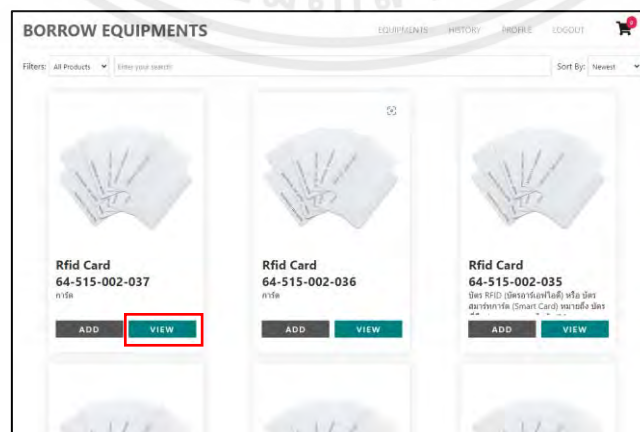 BORROW EQUIPMENTS
EQUIPMENTS HISTORY PROFILE LOGOUT
0
Filters: All Products Enter your search! Sort By: Newest
Rfid Card
64-515-002-037
การ์ด
ADD VIEW
Rfid Card
64-515-002-036
การ์ด
ADD VIEW
Rfid Card
64-515-002-035
บัตร RFID (บัตรอาร์เอฟไอดี) หรือ บัตร
สมาร์ทการ์ด (Smart Card) หมายถึง บัตร
ADD VIEW